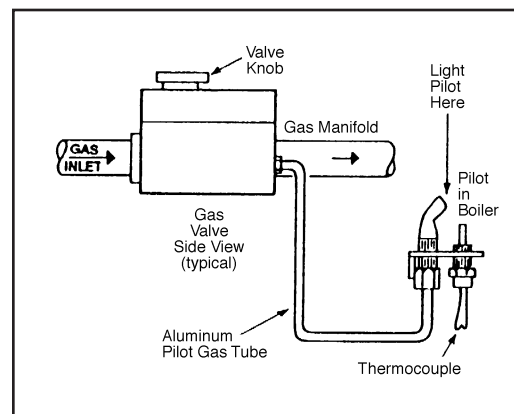 Valve
Knob
Light
Pilot
Here
GAS
INLET
Gas Manifold
Pilot
in
Boiler
Gas
Valve
Side View
(typical)
Aluminum
Pilot Gas Tube
Thermocouple